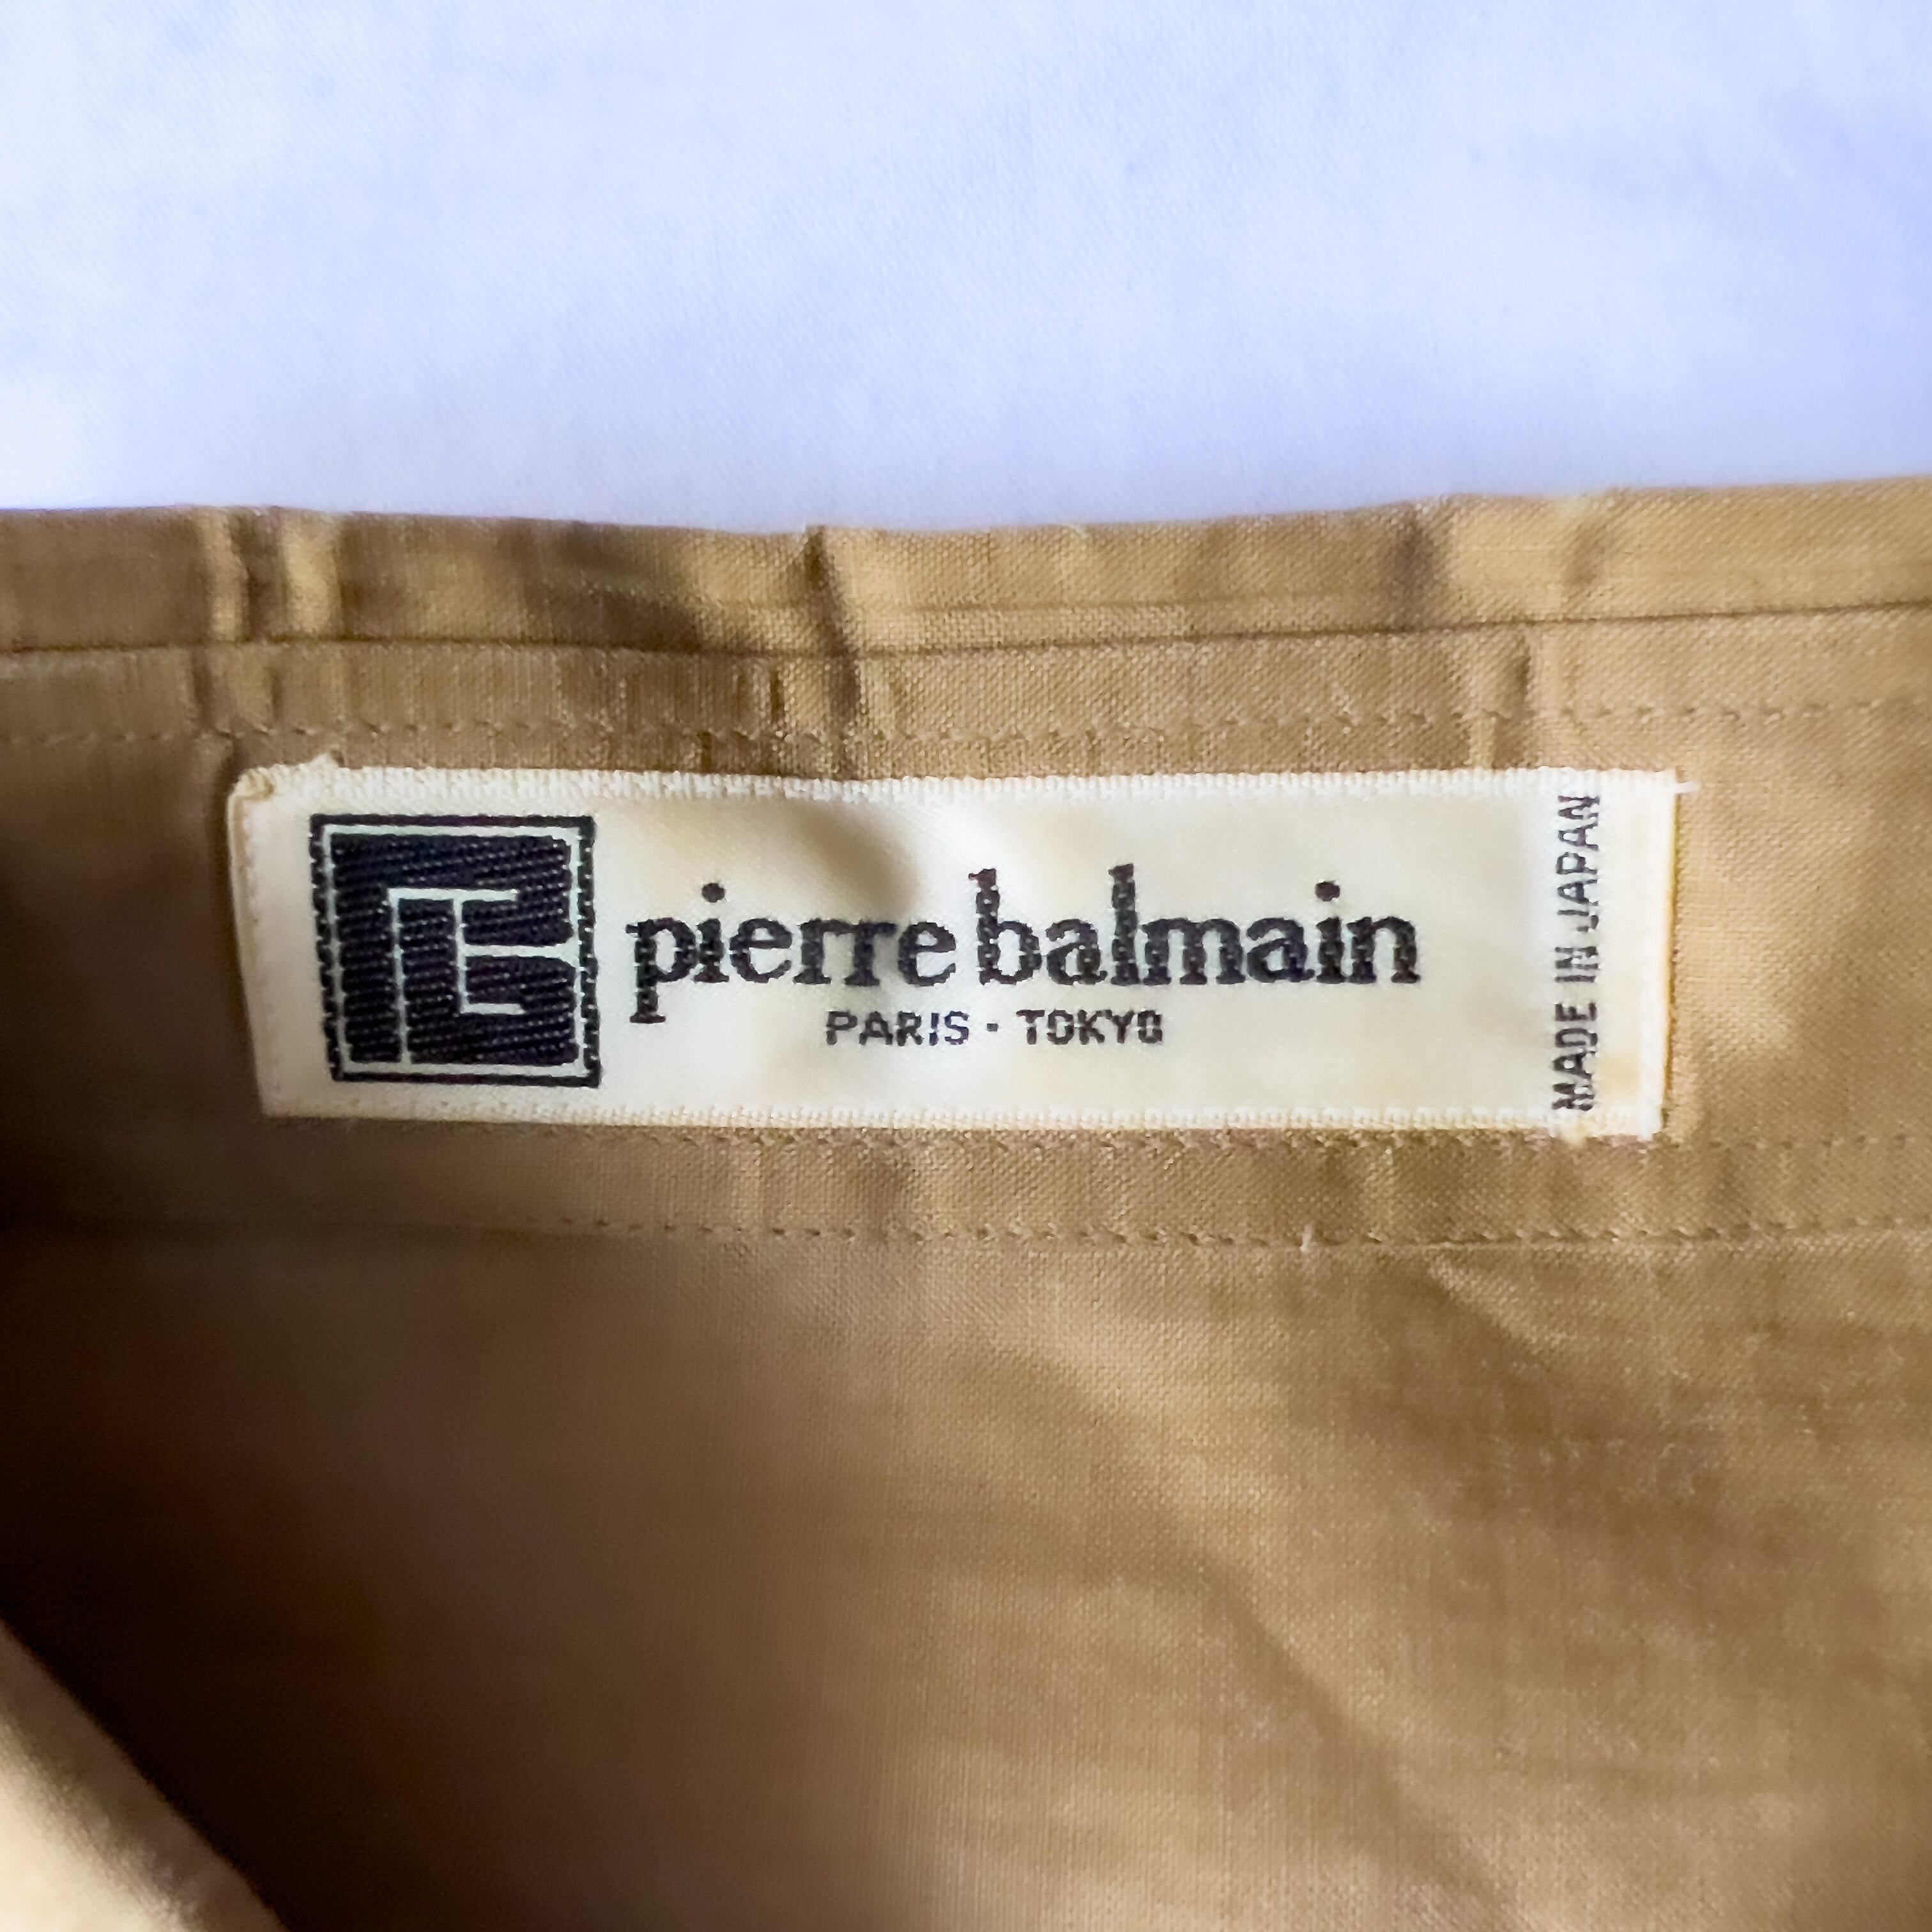 pierre balmain
PARIS · TOKYO
MADE IN JAPAN